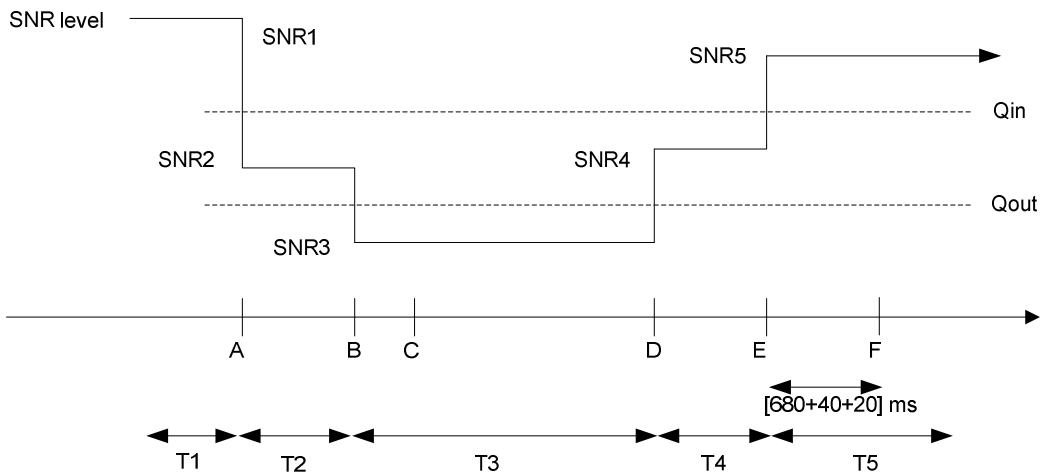 SNR level
SNR1
SNR5
Qin
SNR2
SNR4
Qout
SNR3
A
B
C
D
E
F
[680+40+20] ms
T1
T2
T3
T4
T5